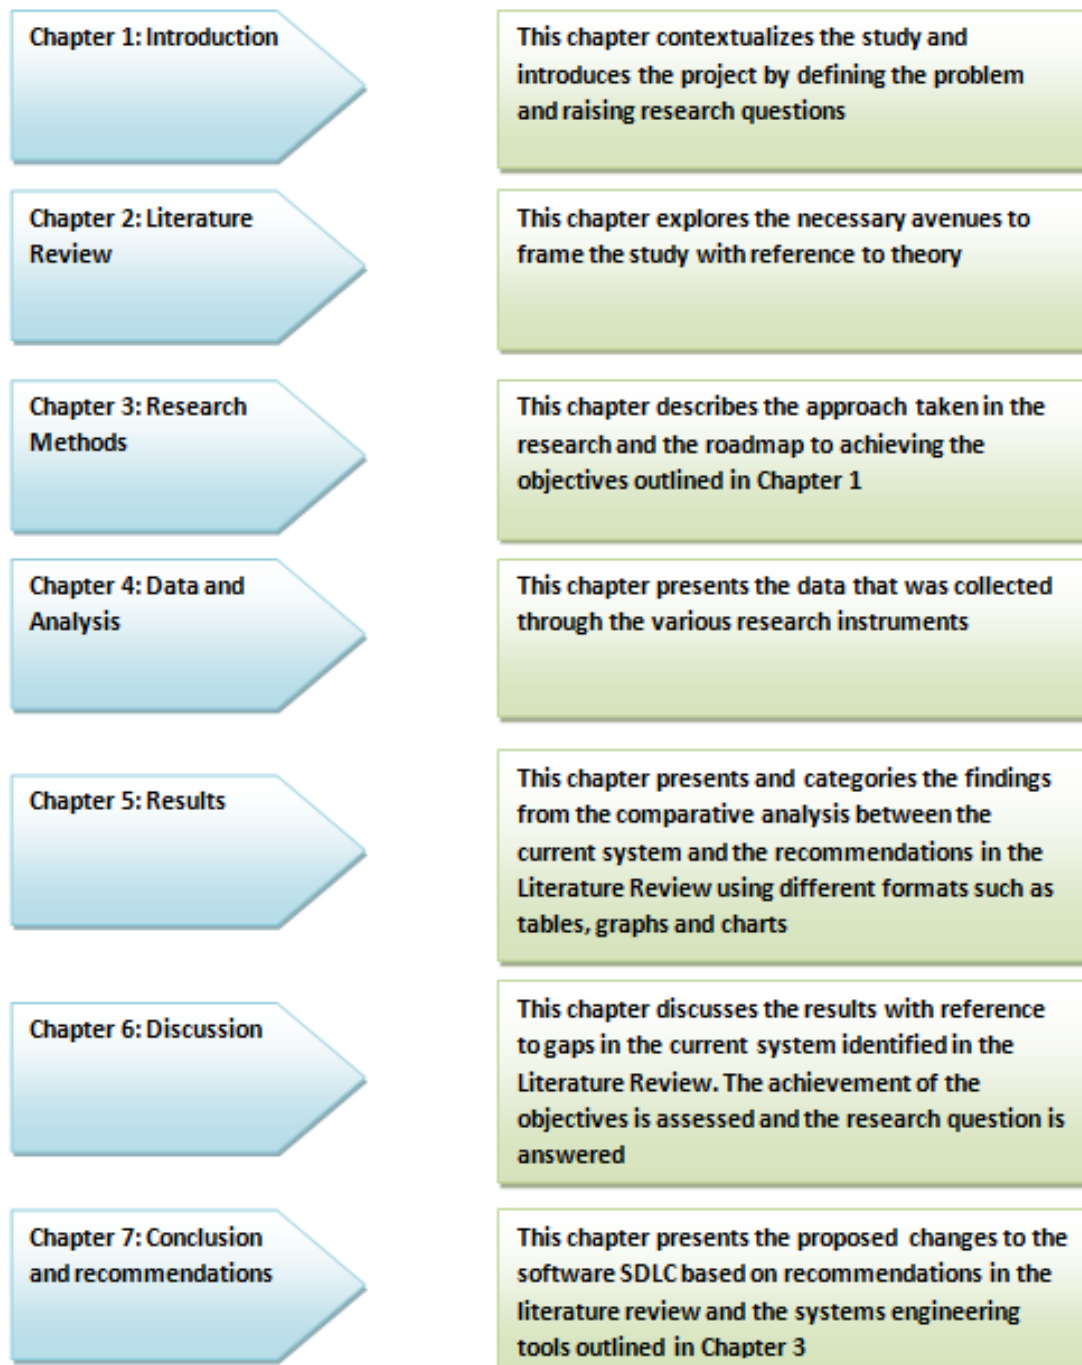 Chapter 1: Introduction
This chapter contextualizes the study and
introduces the project by defining the problem
and raising research questions
Chapter 2: Literature
Review
This chapter explores the necessary avenues to
frame the study with reference to theory
Chapter 3: Research
Methods
This chapter describes the approach taken in the
research and the roadmap to achieving the
objectives outlined in Chapter 1
Chapter 4: Data and
Analysis
This chapter presents the data that was collected
through the various research instruments
Chapter 5: Results
This chapter presents and categories the findings
from the comparative analysis between the
current system and the recommendations in the
Literature Review using different formats such as
tables, graphs and charts
Chapter 6: Discussion
This chapter discusses the results with reference
to gaps in the current system identified in the
Literature Review. The achievement of the
objectives is assessed and the research question is
answered
Chapter 7: Conclusion
and recommendations
This chapter presents the proposed changes to the
software SDLC based on recommendations in the
literature review and the systems engineering
tools outlined in Chapter 3